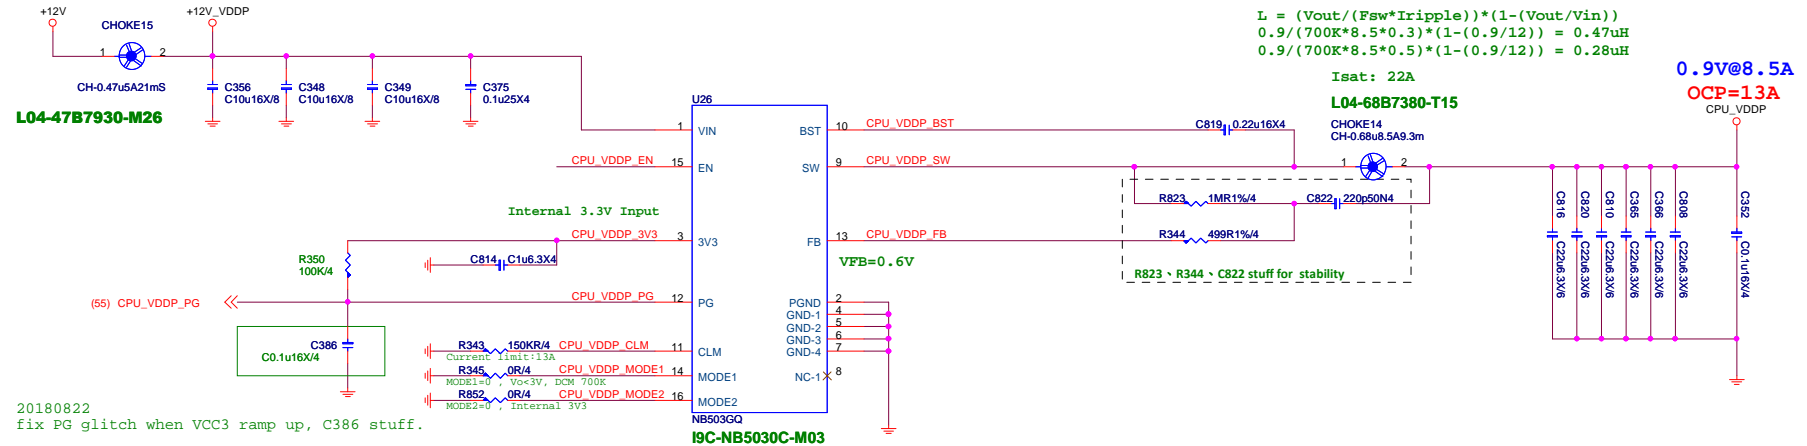 +12V
+12V_VDDP
CHOKE15
1
2
CH-0.47u5A21mS
L04-47B7930-M26
C356
C10u16X/8
C348
C10u16X/8
C349
C10u16X/8
C375
0.1u25X4
L = (Vout/(Fsw*Iripple))*(1-(Vout/Vin))
0.9/(700K*8.5*0.3)*(1-(0.9/12)) = 0.47uH
0.9/(700K*8.5*0.5)*(1-(0.9/12)) = 0.28uH
Isat: 22A
L04-68B7380-T15
CHOKE14
CH-0.68u8.5A9.3m
1
2
0.9V@8.5A
OCP=13A
CPU_VDDP
U26
1
VIN
BST
10
CPU_VDDP_BST
C819
0.22u16X4
CPU_VDDP_EN
15
EN
SW
9
CPU_VDDP_SW
R823
1MR1%/4
C822
220p50N4
Internal 3.3V Input
CPU_VDDP_3V3
3
3V3
FB
13
CPU_VDDP_FB
R344
499R1%/4
VFB=0.6V
R823、R344、C822 stuff for stability
R350
100K/4
C814
C1u6.3X4
(55) CPU_VDDP_PG
CPU_VDDP_PG
12
PG
PGND
2
GND-1
4
GND-2
5
GND-3
6
GND-4
7
NC-1
8
C386
C0.1u16X/4
R343
150KR/4
CPU_VDDP_CLM
11
CLM
Current limit:13A
R345
0R/4
CPU_VDDP_MODE1
14
MODE1
MODE1=0 , Vo<3V, DCM 700K
R852
0R/4
CPU_VDDP_MODE2
16
MODE2
MODE2=0 , Internal 3V3
NB503GQ
I9C-NB5030C-M03
C816
C22u6.3X/6
C820
C22u6.3X/6
C810
C22u6.3X/6
C365
C22u6.3X/6
C366
C22u6.3X/6
C808
C22u6.3X/6
C352
C0.1u16X/4
20180822
fix PG glitch when VCC3 ramp up, C386 stuff.